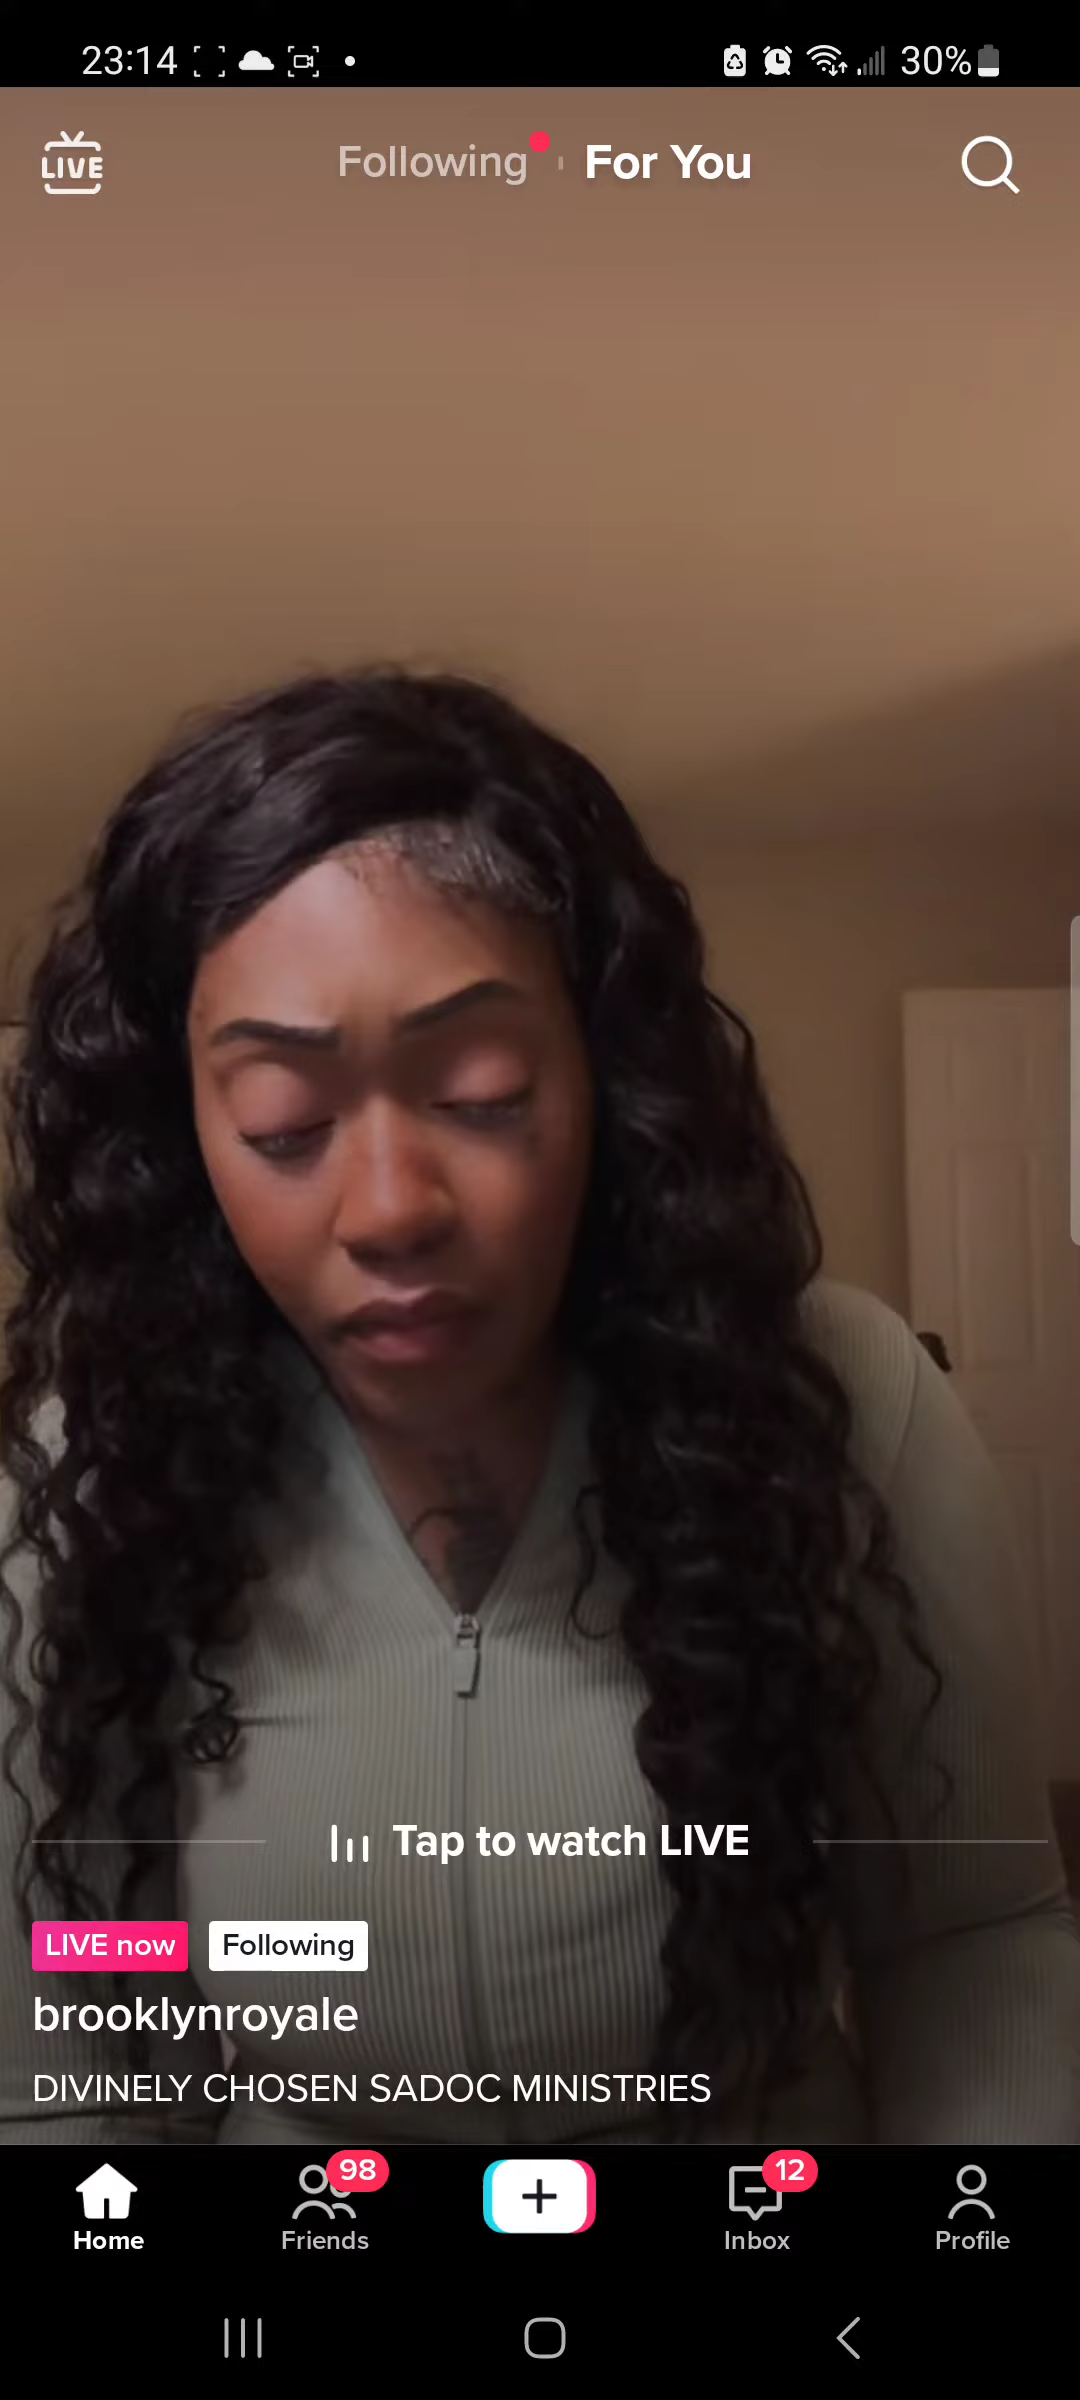 23:14 30%
LIVE Following For You
Tap to watch LIVE
LIVE now Following
brooklynroyale
DIVINELY CHOSEN SADOC MINISTRIES
98 12
Home Friends Inbox Profile